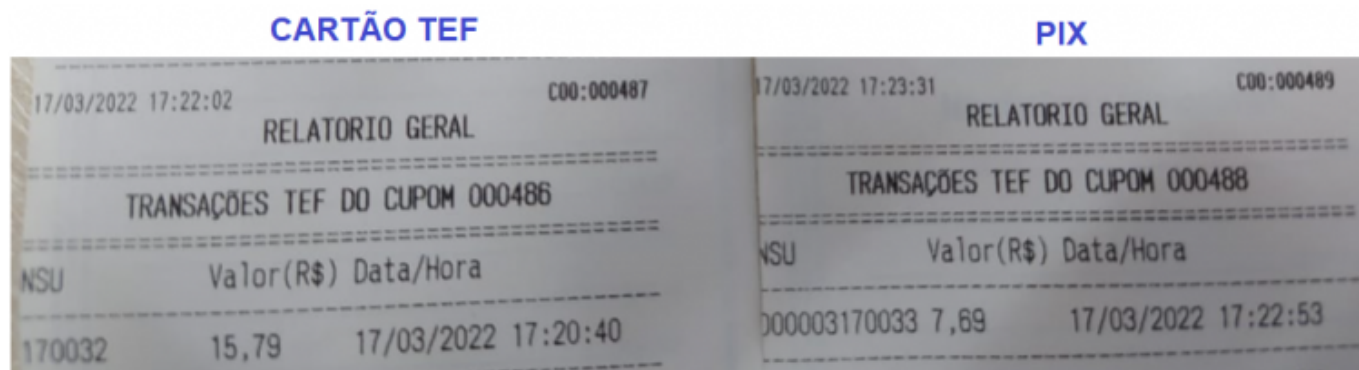 CARTÃO TEF
17/03/2022 17:22:02 COO:000487
RELATORIO GERAL
TRANSAÇÕES TEF DO CUPOM 000486
NSU Valor(R$) Data/Hora
170032 15,79 17/03/2022 17:20:40
PIX
17/03/2022 17:23:31 COO:000489
RELATORIO GERAL
TRANSAÇÕES TEF DO CUPOM 000488
NSU Valor(R$) Data/Hora
000003170033 7,69 17/03/2022 17:22:53